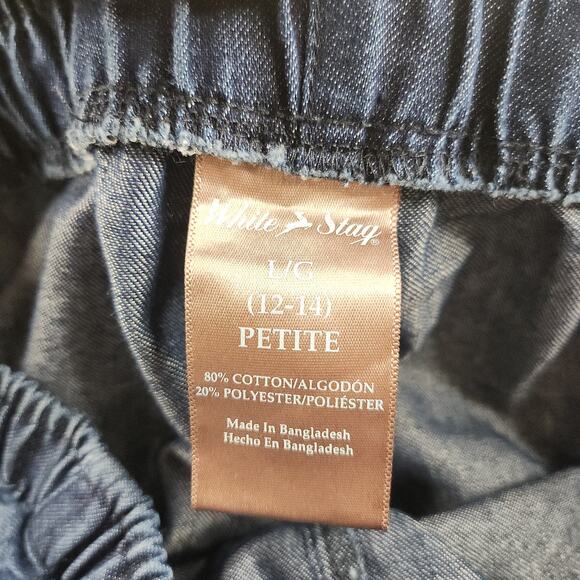 White Stag®
L/G
(12-14)
PETITE
80% COTTON/ALGODÓN
20% POLYESTER/POLIÉSTER
Made In Bangladesh
Hecho En Bangladesh